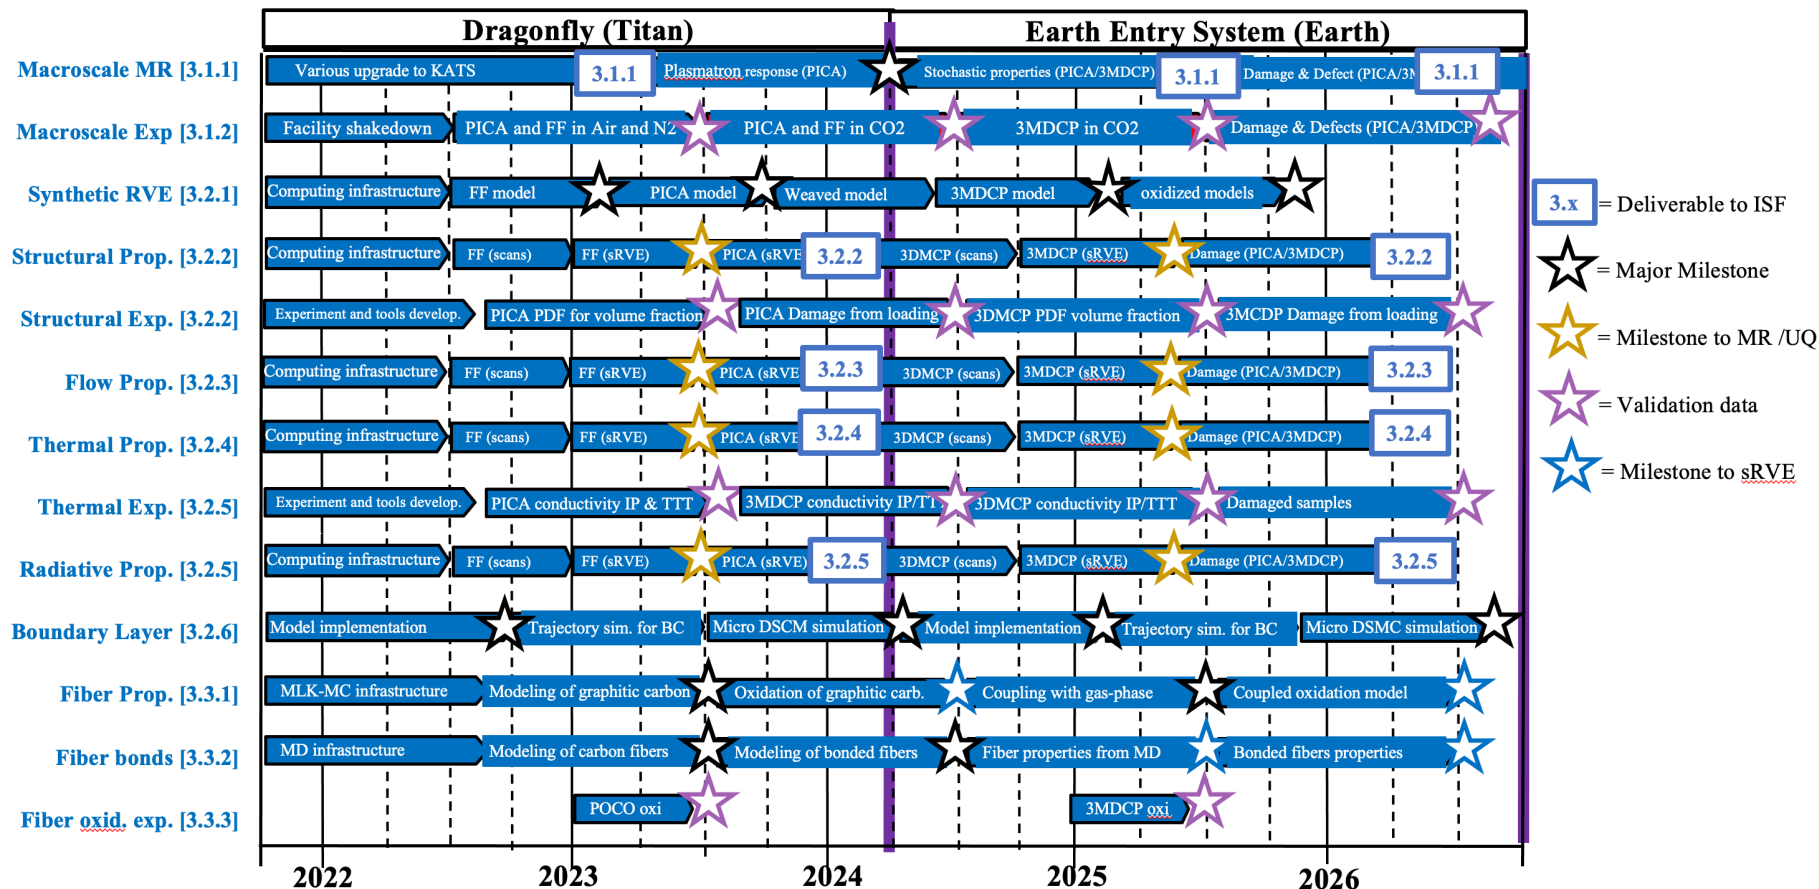 Dragonfly (Titan) Earth Entry System (Earth)
Macroscale MR [3.1.1] Various upgrade to KATS 3.1.1 Plasmatron response (PICA) Stochastic properties (PICA/3MDCP) 3.1.1 Damage & Defect (PICA/3M 3.1.1
Macroscale Exp [3.1.2] Facility shakedown PICA and FF in Air and N2 PICA and FF in CO2 3MDCP in CO2 Damage & Defects (PICA/3MDCP)
Synthetic RVE [3.2.1] Computing infrastructure FF model PICA model Weaved model 3MDCP model oxidized models
3.x = Deliverable to ISF
Structural Prop. [3.2.2] Computing infrastructure FF (scans) FF (sRVE) PICA (sRVE 3.2.2 3DMCP (scans) 3MDCP (sRVE) Damage (PICA/3MDCP) 3.2.2
= Major Milestone
Structural Exp. [3.2.2] Experiment and tools develop. PICA PDF for volume fraction PICA Damage from loading 3DMCP PDF volume fraction 3MCDP Damage from loading
= Milestone to MR /UQ
Flow Prop. [3.2.3] Computing infrastructure FF (scans) FF (sRVE) PICA (sRVE 3.2.3 3DMCP (scans) 3MDCP (sRVE) Damage (PICA/3MDCP) 3.2.3
= Validation data
Thermal Prop. [3.2.4] Computing infrastructure FF (scans) FF (sRVE) PICA (sRVE 3.2.4 3DMCP (scans) 3MDCP (sRVE) Damage (PICA/3MDCP) 3.2.4
= Milestone to sRVE
Thermal Exp. [3.2.5] Experiment and tools develop. PICA conductivity IP & TTT 3MDCP conductivity IP/TT 3DMCP conductivity IP/TTT Damaged samples
Radiative Prop. [3.2.5] Computing infrastructure FF (scans) FF (sRVE) PICA (sRVE) 3.2.5 3DMCP (scans) 3MDCP (sRVE) Damage (PICA/3MDCP) 3.2.5
Boundary Layer [3.2.6] Model implementation Trajectory sim. for BC Micro DSCM simulation Model implementation Trajectory sim. for BC Micro DSMC simulation
Fiber Prop. [3.3.1] MLK-MC infrastructure Modeling of graphitic carbon Oxidation of graphitic carb. Coupling with gas-phase Coupled oxidation model
Fiber bonds [3.3.2] MD infrastructure Modeling of carbon fibers Modeling of bonded fibers Fiber properties from MD Bonded fibers properties
Fiber oxid. exp. [3.3.3] POCO oxi 3MDCP oxi
2022 2023 2024 2025 2026